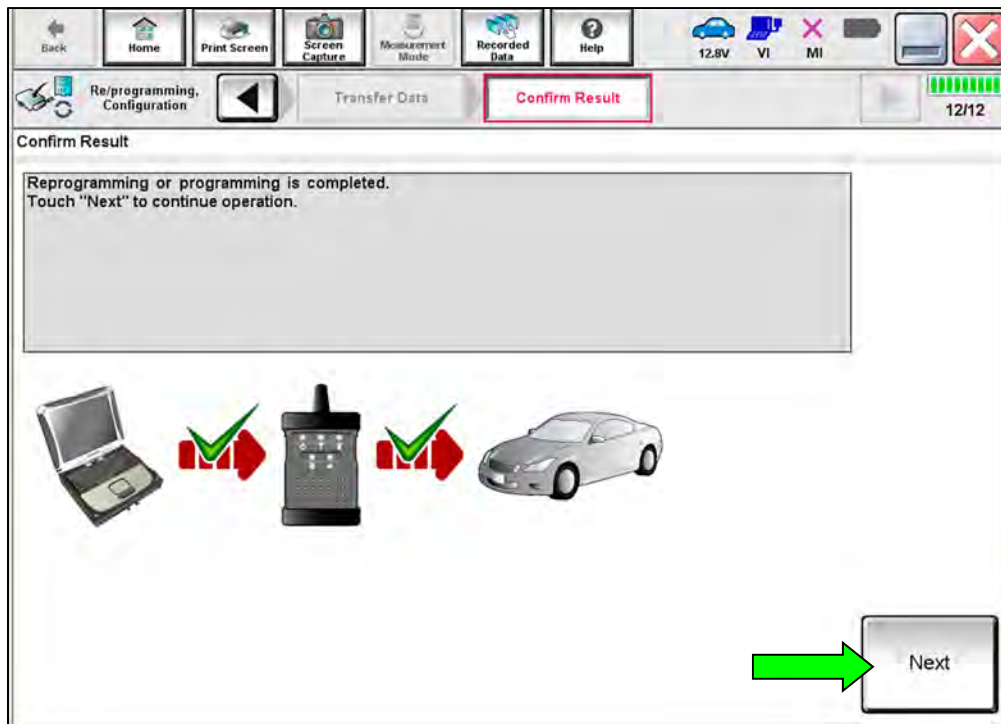 Back
Home
Print Screen
Screen
Capture
Measurement
Mode
Recorded
Data
Help
12.8V
VI
MI
Re/programming,
Configuration
Transfer Data
Confirm Result
12/12
Confirm Result
Reprogramming or programming is completed.
Touch "Next" to continue operation.
Next